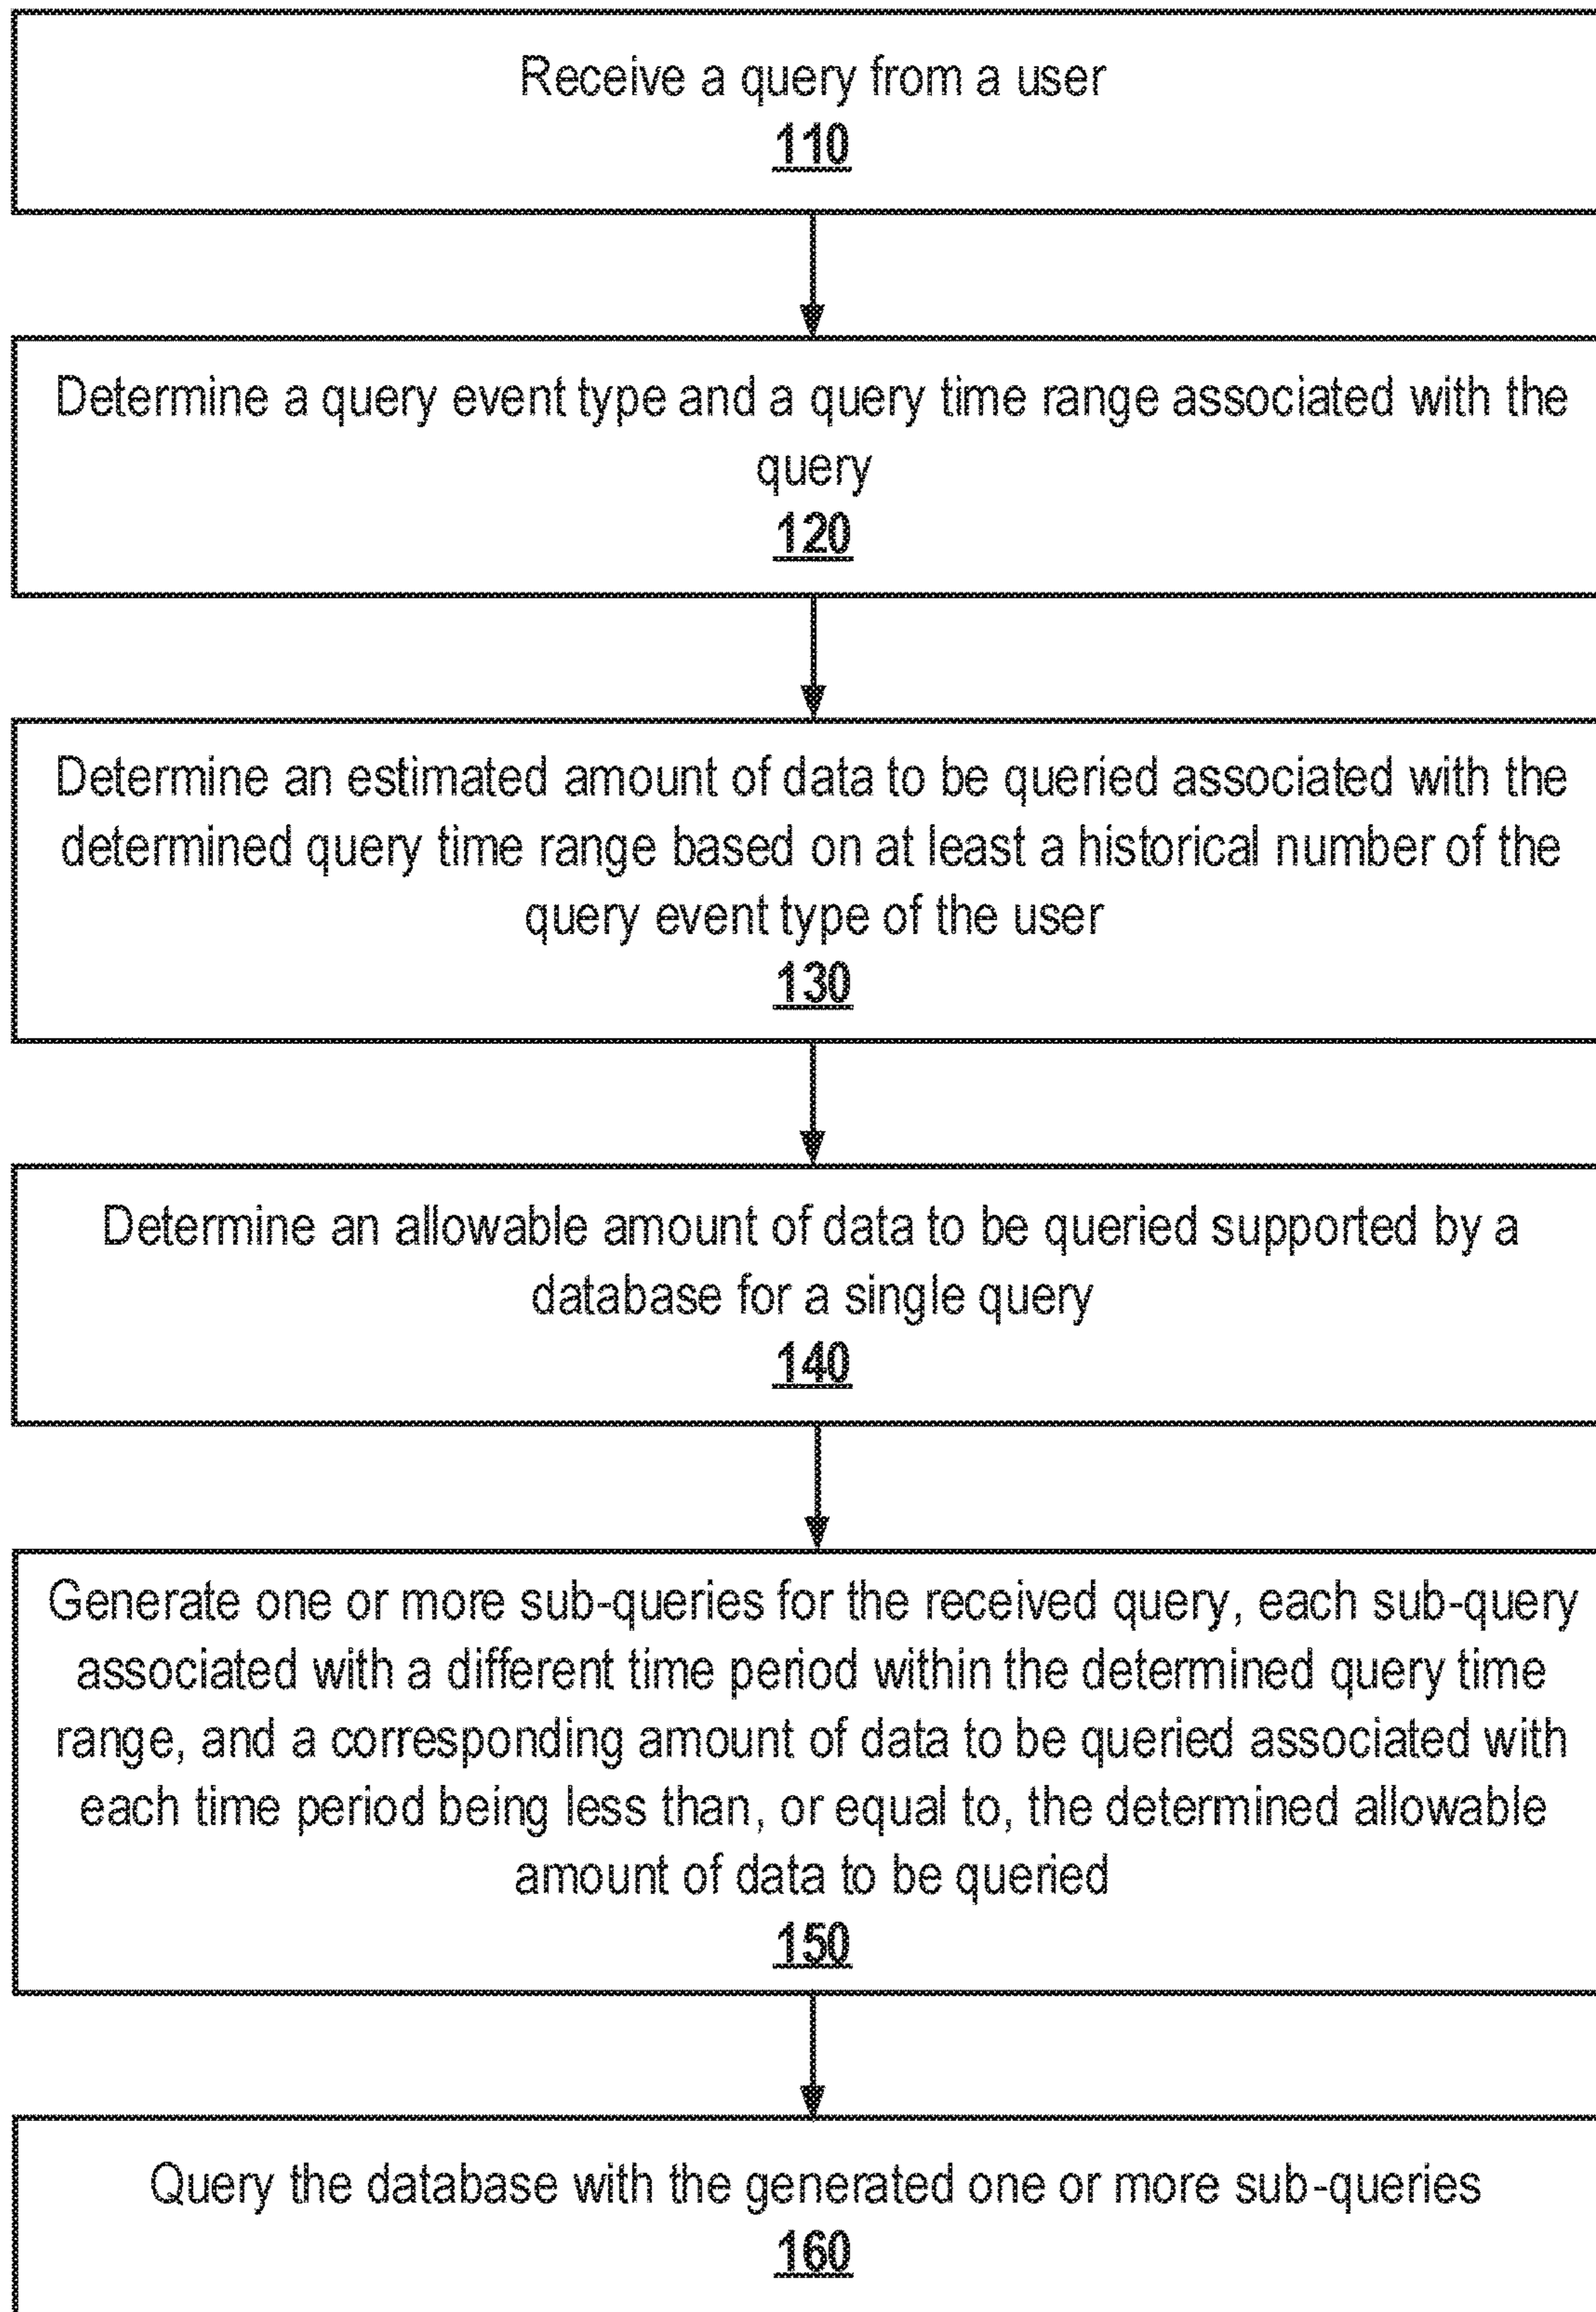 Receive a query from a user
110
Determine a query event type and a query time range associated with the
query
120
Determine an estimated amount of data to be queried associated with the
determined query time range based on at least a historical number of the
query event type of the user
130
Determine an allowable amount of data to be queried supported by a
database for a single query
140
Generate one or more sub-queries for the received query, each sub-query
associated with a different time period within the determined query time
range, and a corresponding amount of data to be queried associated with
each time period being less than, or equal to, the determined allowable
amount of data to be queried
150
Query the database with the generated one or more sub-queries
160